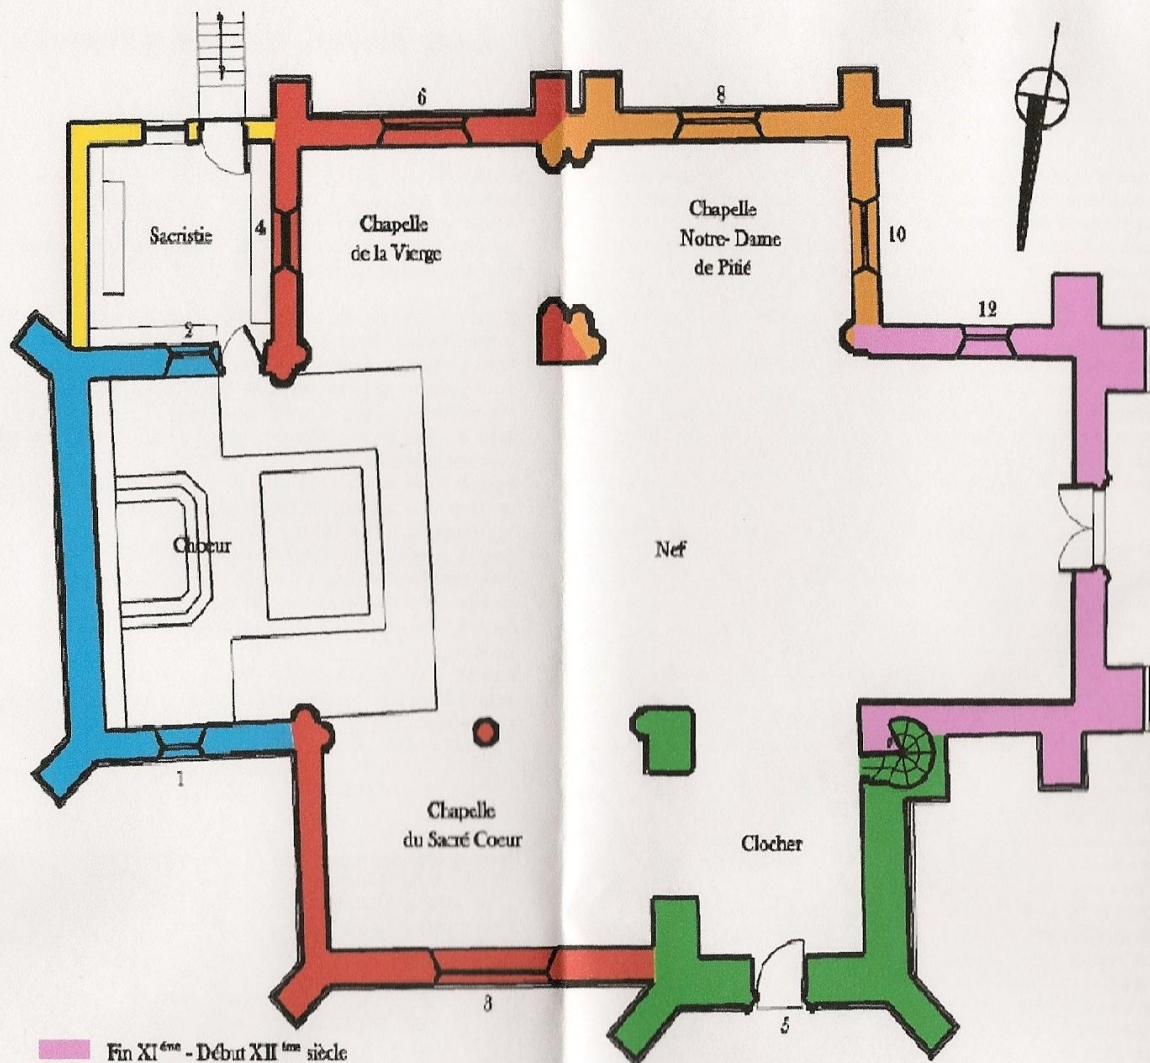 6
8
Sacristie
4
Chapelle
de la Vierge
Chapelle
Notre-Dame
de Pitié
10
2
12
Choeur
Nef
1
Chapelle
du Sacré Coeur
Clocher
3
5
Fin XIème - Début XIIème siècle